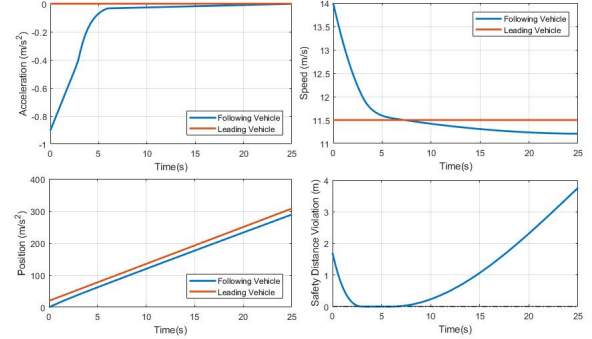 0
-0.2
-0.4
-0.6
-0.8
-1
Acceleration (m/s²)
Following Vehicle
Leading Vehicle
0 5 10 15 20 25
Time(s)
14
13.5
13
12.5
12
11.5
11
Speed (m/s)
Following Vehicle
Leading Vehicle
0 5 10 15 20 25
Time(s)
400
300
200
100
0
Position (m/s²)
Following Vehicle
Leading Vehicle
0 5 10 15 20 25
Time(s)
4
3
2
1
0
Safety Distance Violation (m)
0 5 10 15 20 25
Time(s)